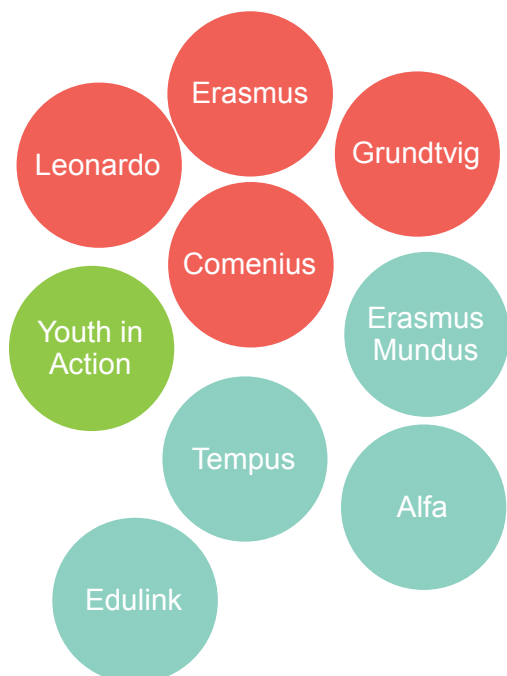 Erasmus
Leonardo
Grundtvig
Comenius
Youth in
Action
Erasmus
Mundus
Tempus
Alfa
Edulink